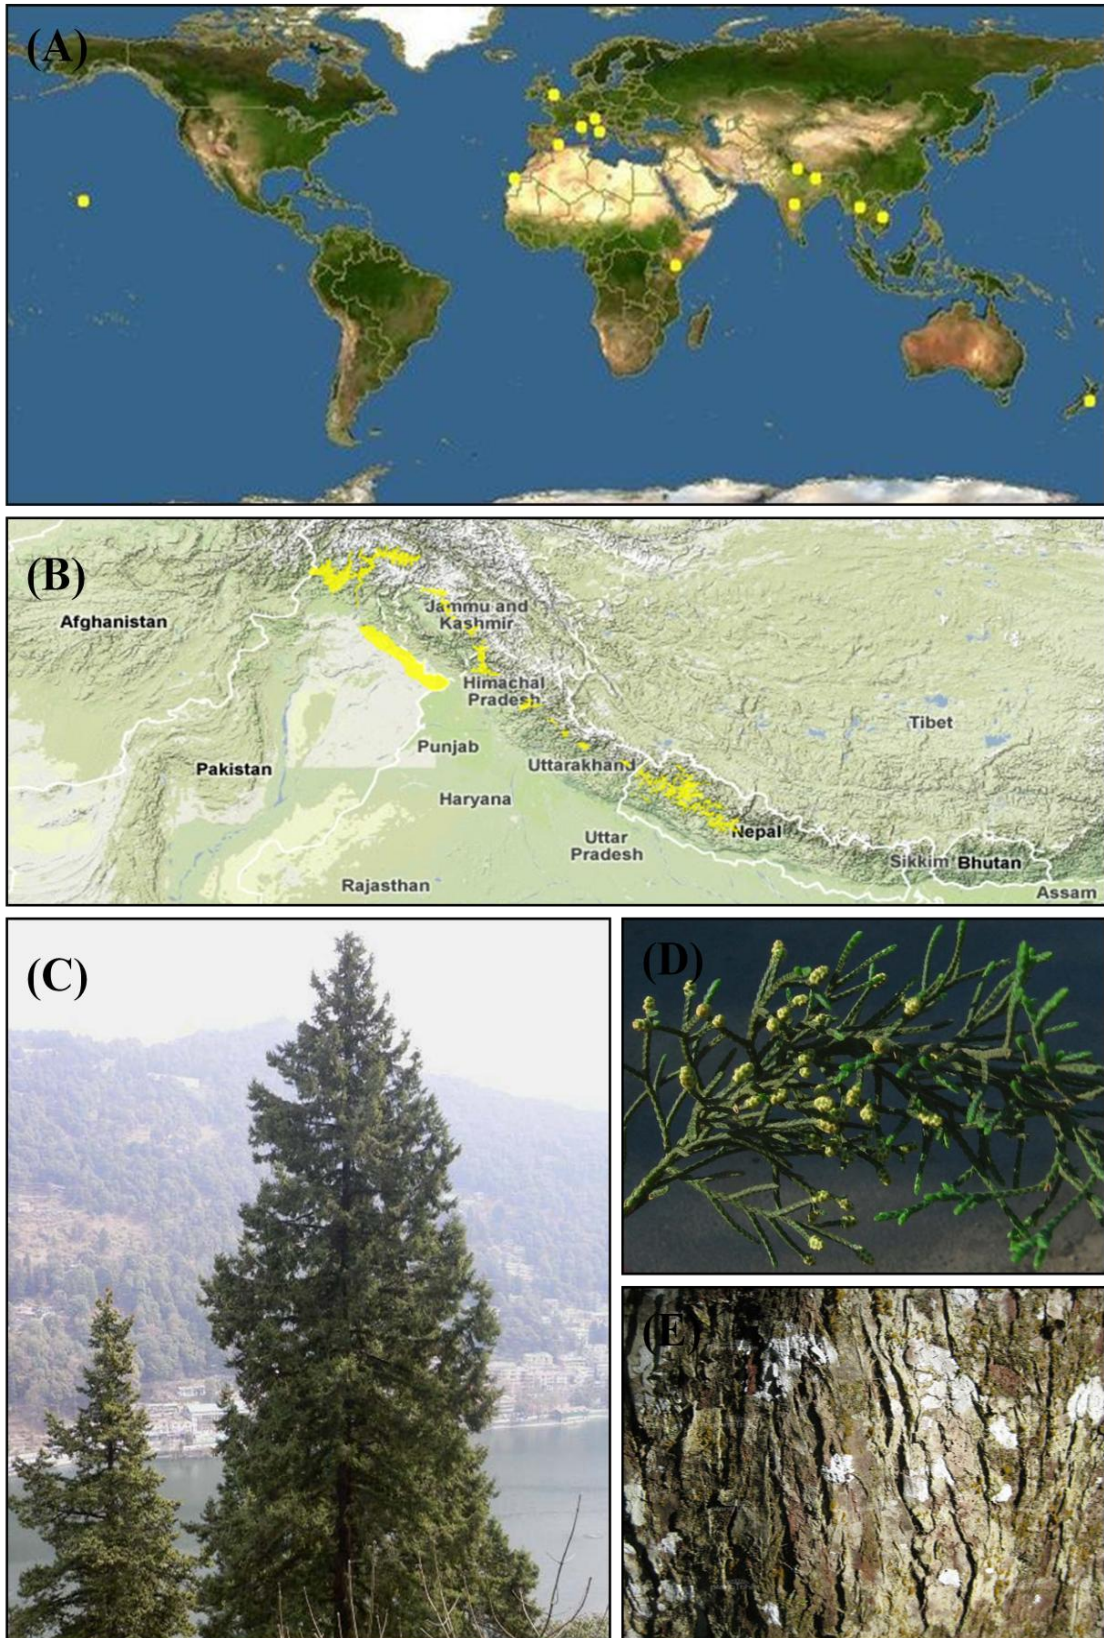 (A)
(B)
Afghanistan
Jammu and
Kashmir
Himachal
Pradesh
Tibet
Punjab
Pakistan
Uttarakhand
Haryana
Uttar
Pradesh
Nepal
Sikkim
Bhutan
Rajasthan
Assam
(C)
(D)
(E)